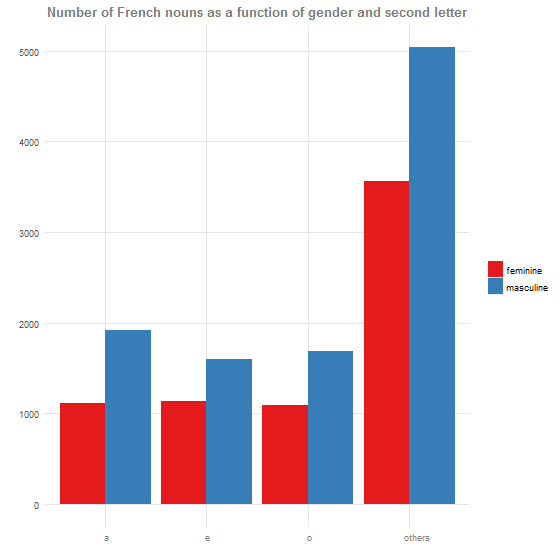 Number of French nouns as a function of gender and second letter
5000
4000
3000
2000
1000
0
a
e
o
others
feminine
masculine